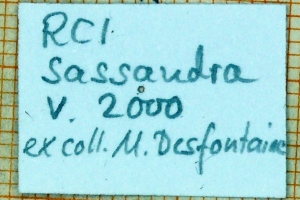 RCI
Sassandra
V. 2000
ex coll. M. Desfontaine